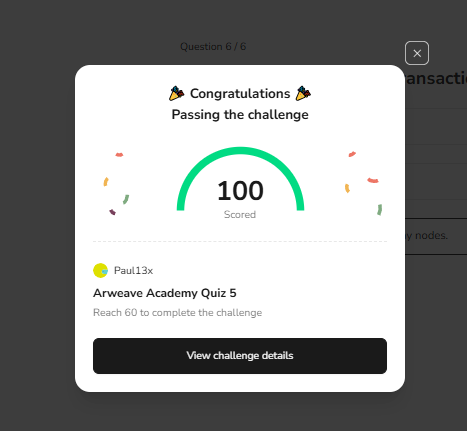 Question 6 / 6
Congratulations
Passing the challenge
100
Scored
nodes.
Paul13x
Arweave Academy Quiz 5
Reach 60 to complete the challenge
View challenge details